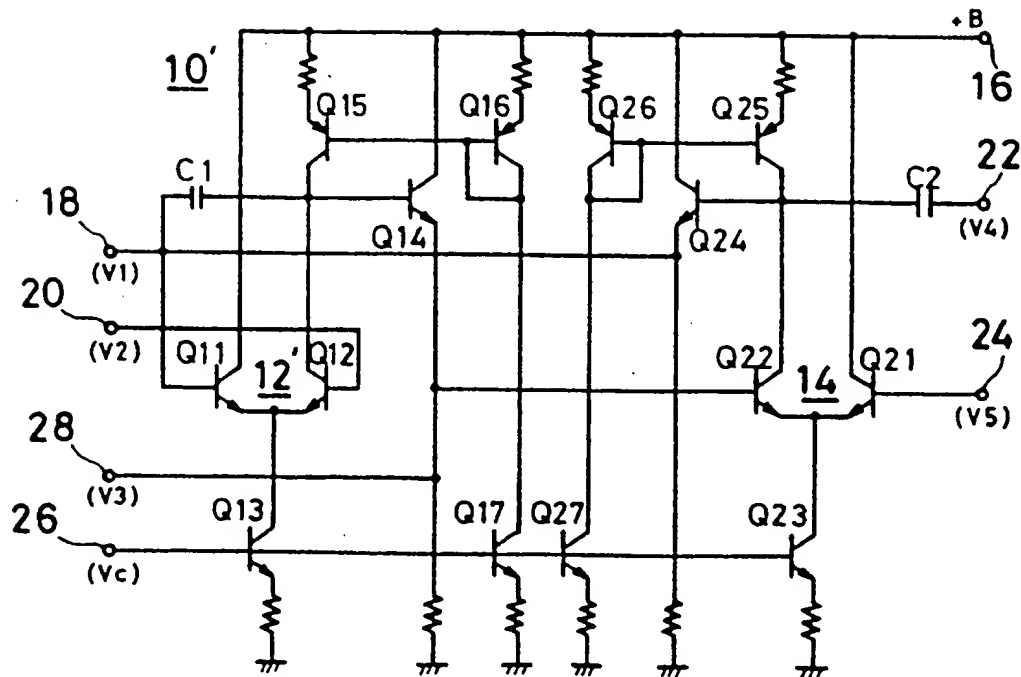 +B
10'
16
Q15
Q16
Q26
Q25
C1
C2
22
18
(V4)
Q14
Q24
(V1)
20
(V2)
Q11
12'
Q12
Q22
14
Q21
24
(V5)
28
(V3)
Q13
Q17
Q27
Q23
26
(Vc)